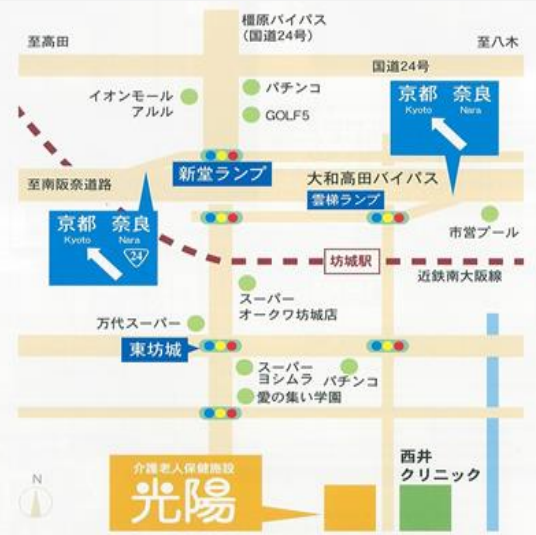 橿原バイパス
（国道24号）
至高田
至八木
国道24号
イオンモール
アルル
パチンコ
GOLF5
京都 奈良
Kyoto Nara
新堂ランプ
大和高田バイパス
至南阪奈道路
雲梯ランプ
京都 奈良
Kyoto Nara
24
市営プール
坊城駅
近鉄南大阪線
スーパー
オークワ坊城店
万代スーパー
東坊城
スーパー
ヨシムラ
パチンコ
愛の集い学園
西井
クリニック
介護老人保健施設
光陽
N